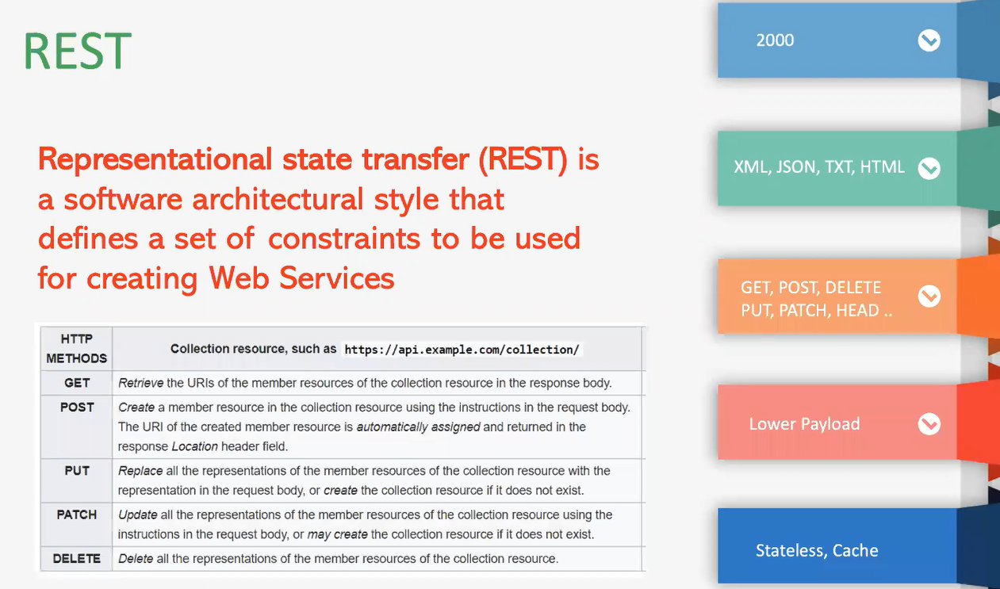 REST
Representational state transfer (REST) is
a software architectural style that
defines a set of constraints to be used
for creating Web Services
HTTP
METHODS
Collection resource, such as https://api.example.com/collection/
GET
Retrieve the URIs of the member resources of the collection resource in the response body.
POST
Create a member resource in the collection resource using the instructions in the request body.
The URI of the created member resource is automatically assigned and returned in the
response Location header field.
PUT
Replace all the representations of the member resources of the collection resource with the
representation in the request body, or create the collection resource if it does not exist.
PATCH
Update all the representations of the member resources of the collection resource using the
instructions in the request body, or may create the collection resource if it does not exist.
DELETE
Delete all the representations of the member resources of the collection resource.
2000
XML, JSON, TXT, HTML
GET, POST, DELETE
PUT, PATCH, HEAD ..
Lower Payload
Stateless, Cache